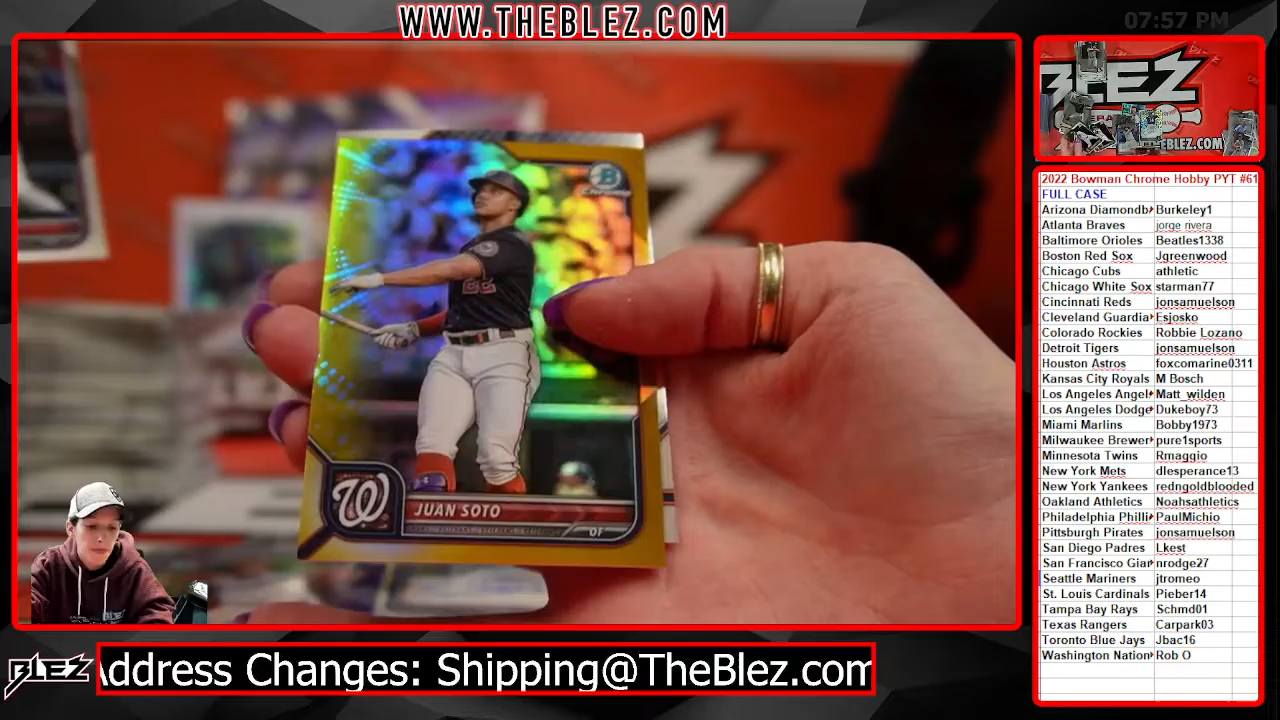 WWW.THEBLEZ.COM
07:57 PM
BLEZ
THEBLEZ.COM
B
CHROME
22
W
JUAN SOTO
OF
2022 Bowman Chrome Hobby PYT #61
FULL CASE
Arizona Diamondb Burkeley1
Atlanta Braves jorge rivera
Baltimore Orioles Beatles1338
Boston Red Sox Jgreenwood
Chicago Cubs athletic
Chicago White Sox starman77
Cincinnati Reds jonsamuelson
Cleveland Guardia Esjosko
Colorado Rockies Robbie Lozano
Detroit Tigers jonsamuelson
Houston Astros foxcomarine0311
Kansas City Royals M Bosch
Los Angeles Angel Matt_wilden
Los Angeles Dodge Dukeboy73
Miami Marlins Bobby1973
Milwaukee Brewer pure1sports
Minnesota Twins Rmaggio
New York Mets dlesperance13
New York Yankees redngoldblooded
Oakland Athletics Noahsathletics
Philadelphia Philli PaulMichio
Pittsburgh Pirates jonsamuelson
San Diego Padres Lkest
San Francisco Gian nrodge27
Seattle Mariners jtromeo
St. Louis Cardinals Pieber14
Tampa Bay Rays Schmd01
Texas Rangers Carpark03
Toronto Blue Jays Jbac16
Washington Nation Rob O
BLEZ
Address Changes: Shipping@TheBlez.com